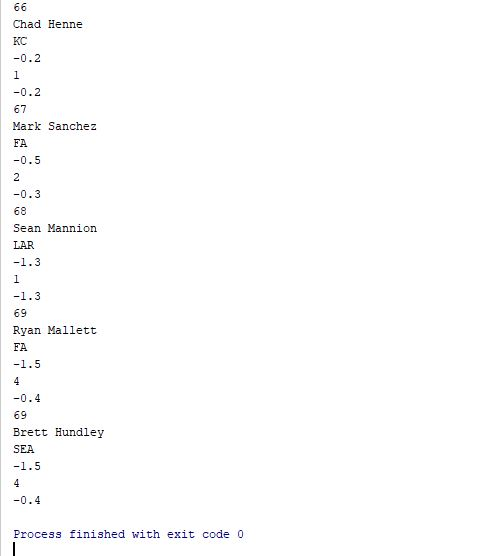 66
Chad Henne
KC
-0.2
1
-0.2
67
Mark Sanchez
FA
-0.5
2
-0.3
68
Sean Mannion
LAR
-1.3
1
-1.3
69
Ryan Mallett
FA
-1.5
4
-0.4
69
Brett Hundley
SEA
-1.5
4
-0.4
Process finished with exit code 0